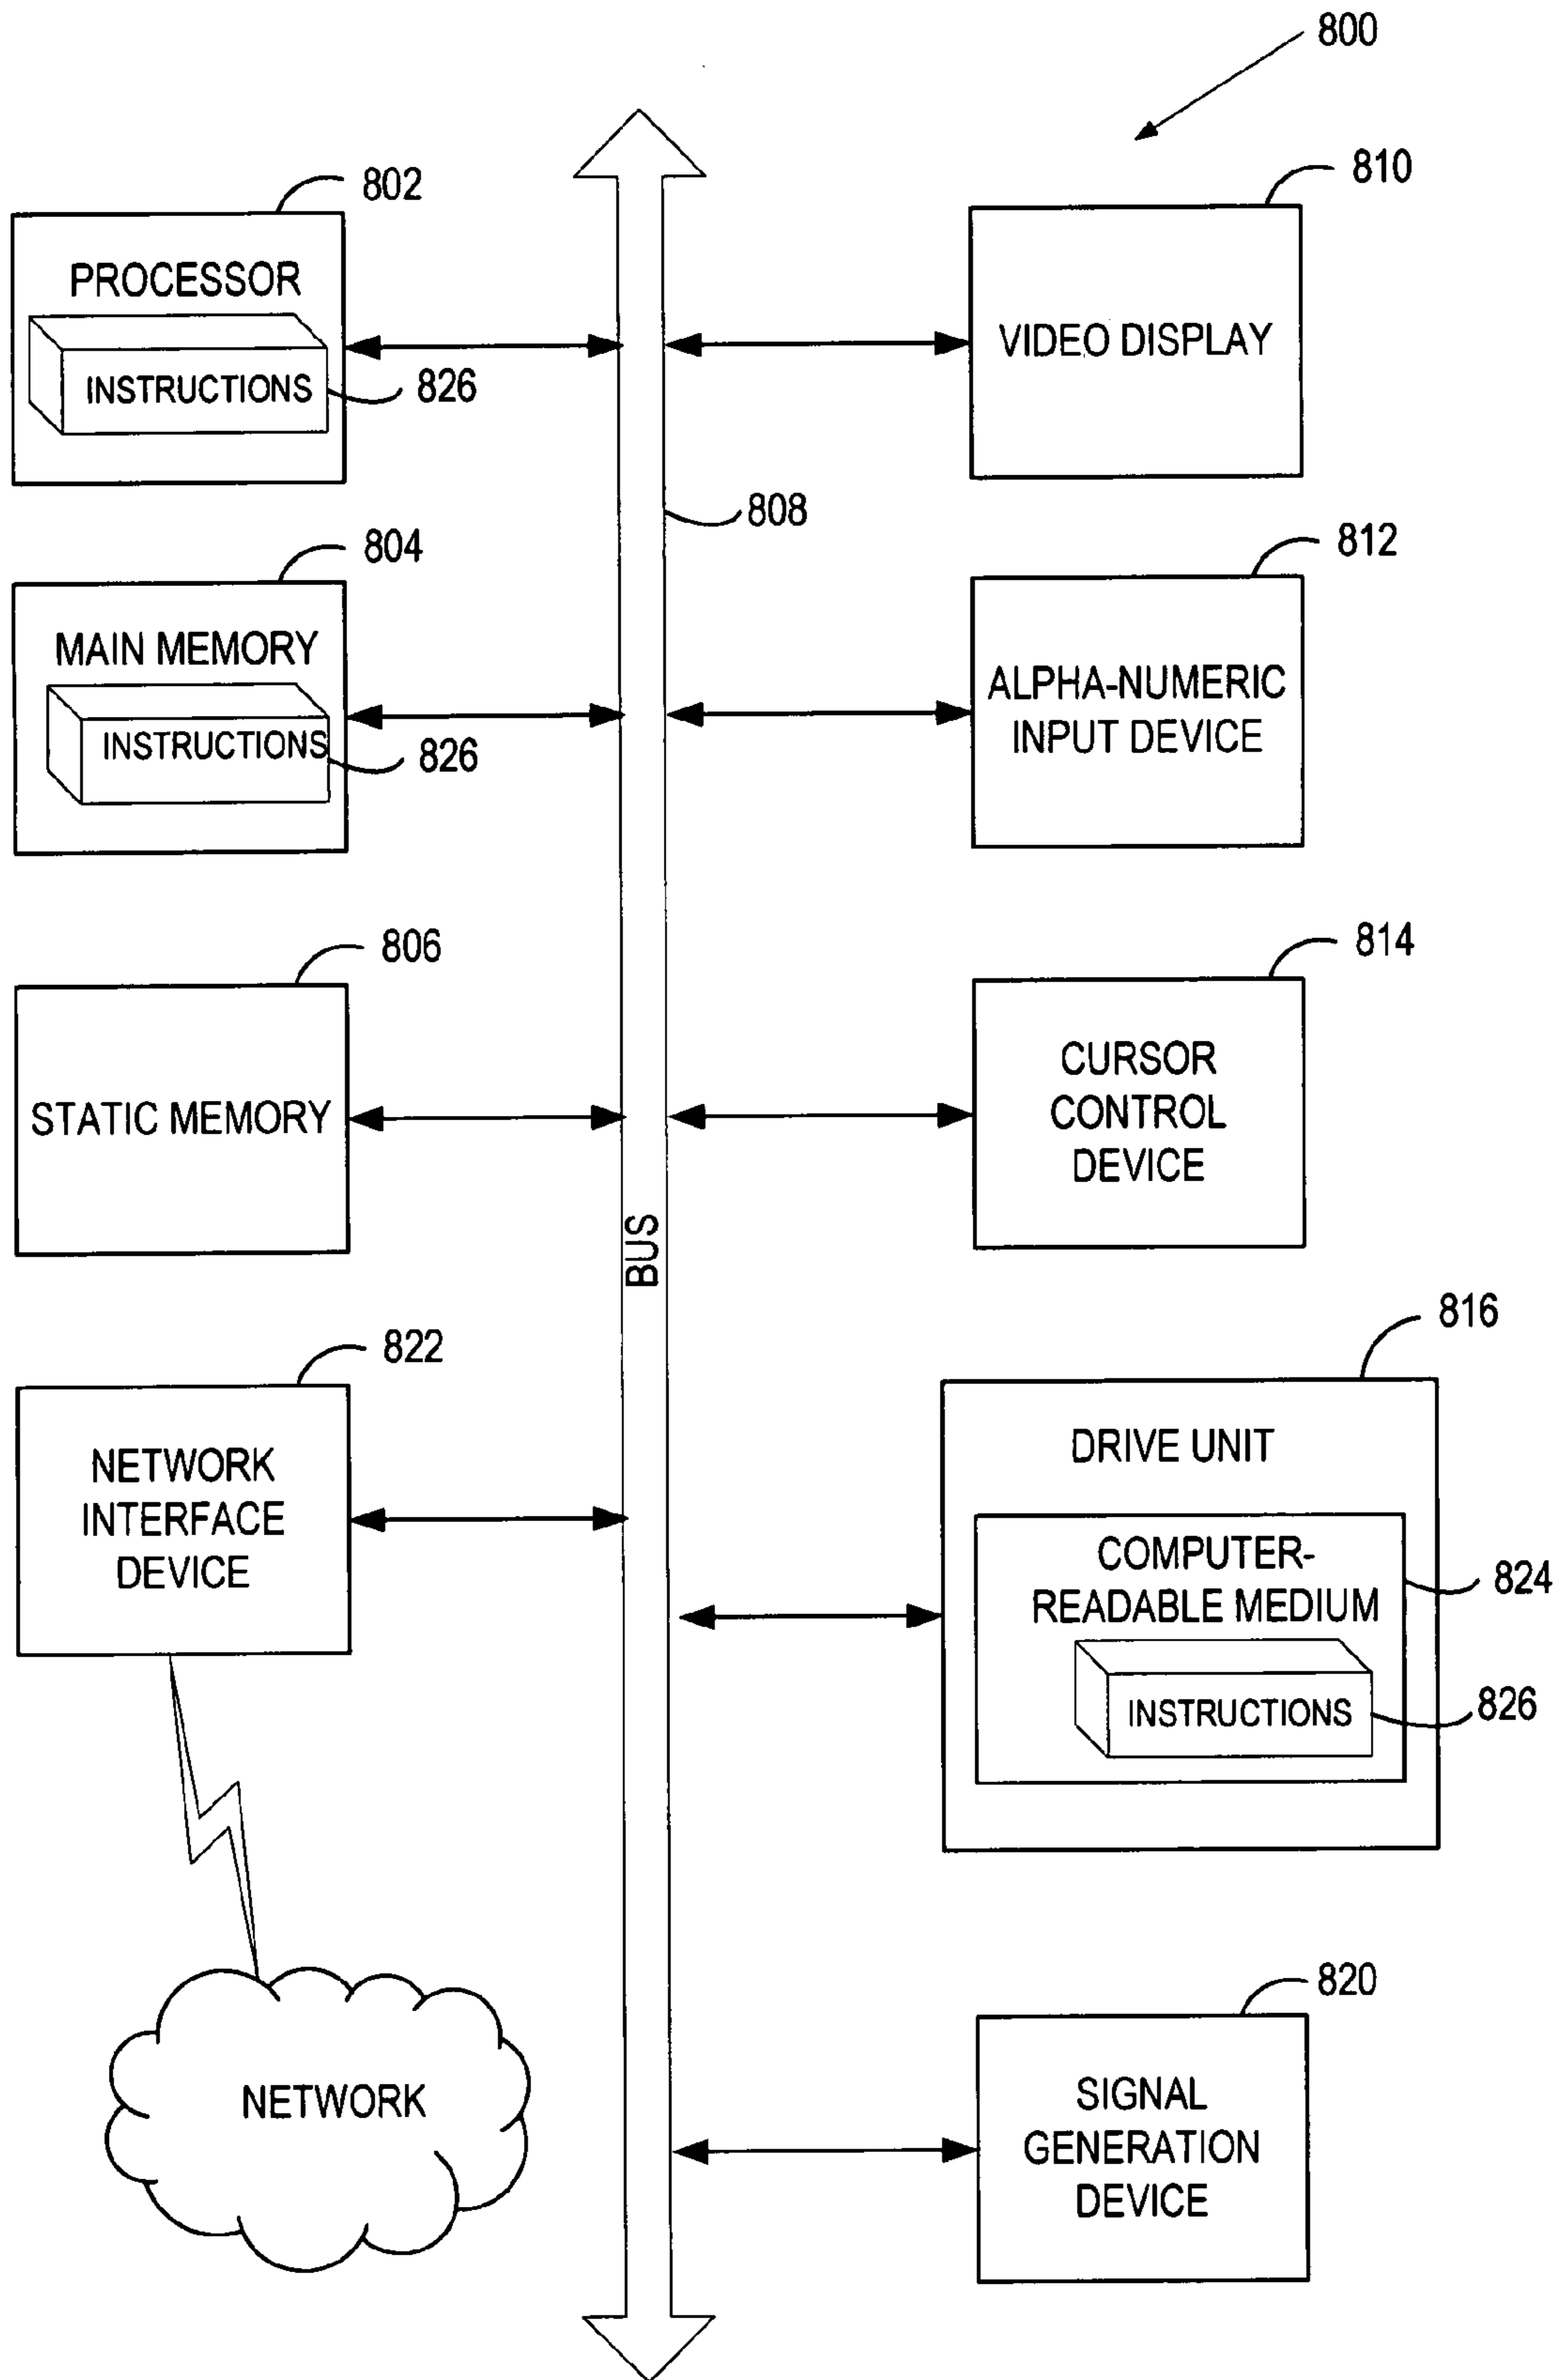 800
802
PROCESSOR
INSTRUCTIONS
826
810
VIDEO DISPLAY
808
804
MAIN MEMORY
INSTRUCTIONS
826
812
ALPHA-NUMERIC
INPUT DEVICE
806
STATIC MEMORY
814
CURSOR
CONTROL
DEVICE
BUS
822
NETWORK
INTERFACE
DEVICE
816
DRIVE UNIT
COMPUTER-
READABLE MEDIUM
824
INSTRUCTIONS
826
NETWORK
820
SIGNAL
GENERATION
DEVICE